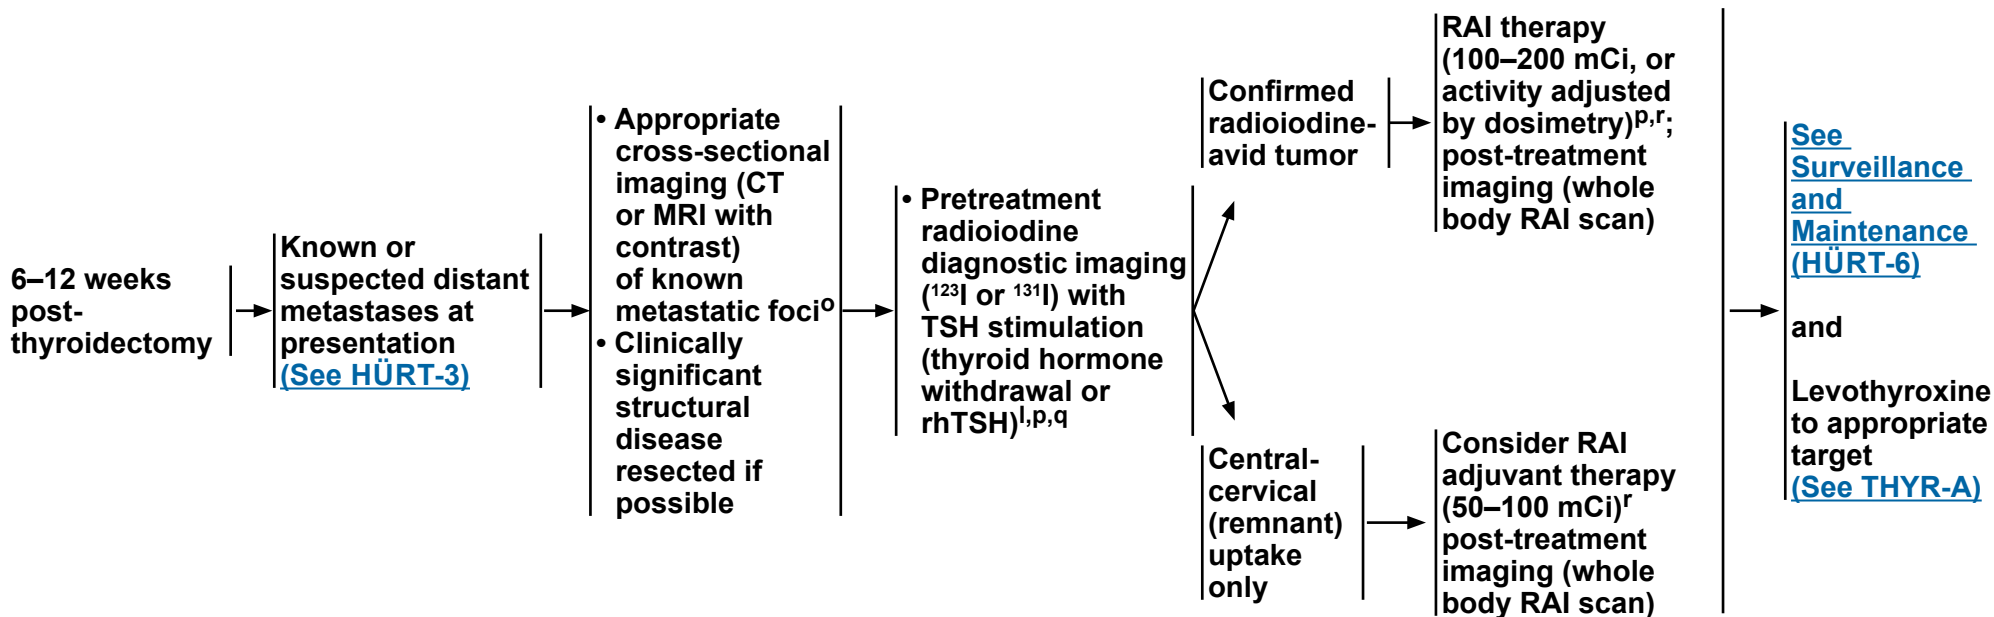 6–12 weeks
post-
thyroidectomy
Known or
suspected distant
metastases at
presentation
(See HÜRT-3)
• Appropriate
cross-sectional
imaging (CT
or MRI with
contrast)
of known
metastatic foci^o
• Clinically
significant
structural
disease
resected if
possible
• Pretreatment
radioiodine
diagnostic imaging
(¹²³I or ¹³¹I) with
TSH stimulation
(thyroid hormone
withdrawal or
rhTSH)^l,p,q
Confirmed
radioiodine-
avid tumor
RAI therapy
(100–200 mCi, or
activity adjusted
by dosimetry)^p,r;
post-treatment
imaging (whole
body RAI scan)
Central-
cervical
(remnant)
uptake
only
Consider RAI
adjuvant therapy
(50–100 mCi)^r
post-treatment
imaging (whole
body RAI scan)
See
Surveillance
and
Maintenance
(HÜRT-6)
and
Levothyroxine
to appropriate
target
(See THYR-A)